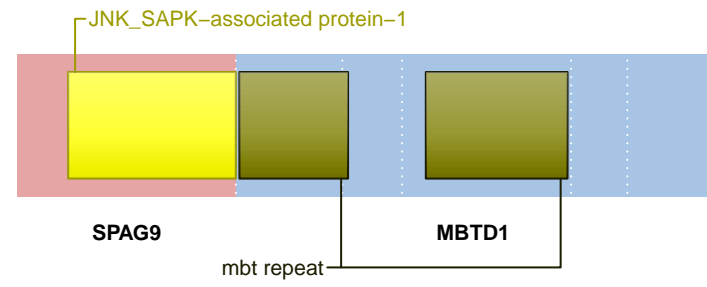 JNK_SAPK−associated protein−1
SPAG9
MBTD1
mbt repeat